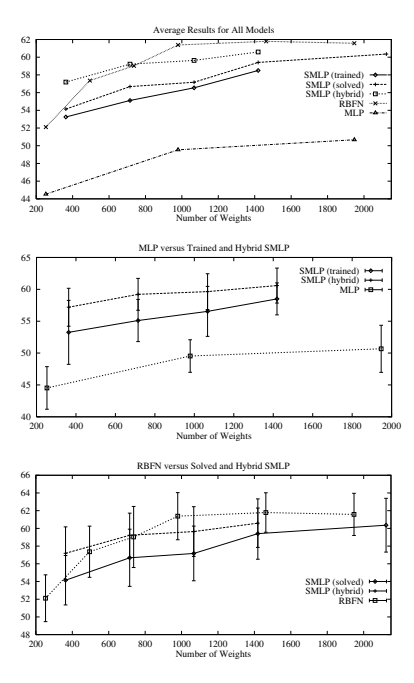 Average Results for All Models
62
60
58
56
54
52
50
48
46
44
SMLP (trained)
SMLP (solved)
SMLP (hybrid)
RBFN
MLP
200 400 600 800 1000 1200 1400 1600 1800 2000
Number of Weights
MLP versus Trained and Hybrid SMLP
65
60
55
50
45
40
SMLP (trained)
SMLP (hybrid)
MLP
200 400 600 800 1000 1200 1400 1600 1800 2000
Number of Weights
RBFN versus Solved and Hybrid SMLP
66
64
62
60
58
56
54
52
50
48
SMLP (solved)
SMLP (hybrid)
RBFN
200 400 600 800 1000 1200 1400 1600 1800 2000
Number of Weights